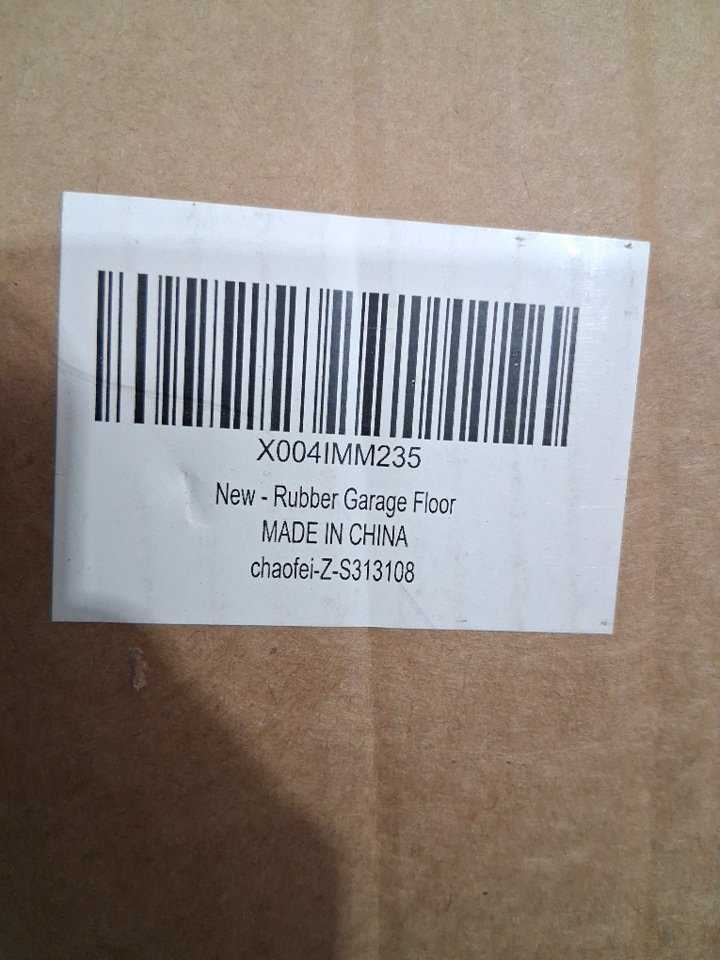 X004IMM235
New - Rubber Garage Floor
MADE IN CHINA
chaofei-Z-S313108